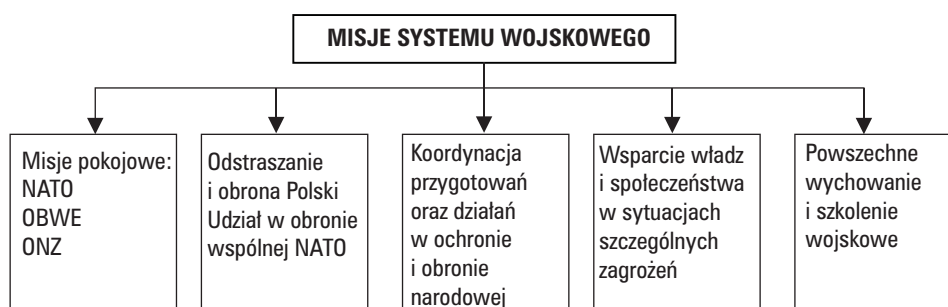 MISJE SYSTEMU WOJSKOWEGO
Misje pokojowe:
NATO
OBWE
ONZ
Odstraszanie
i obrona Polski
Udział w obronie
wspólnej NATO
Koordynacja
przygotowań
oraz działań
w ochronie
i obronie
narodowej
Wsparcie władz
i społeczeństwa
w sytuacjach
szczególnych
zagrożeń
Powszechne
wychowanie
i szkolenie
wojskowe